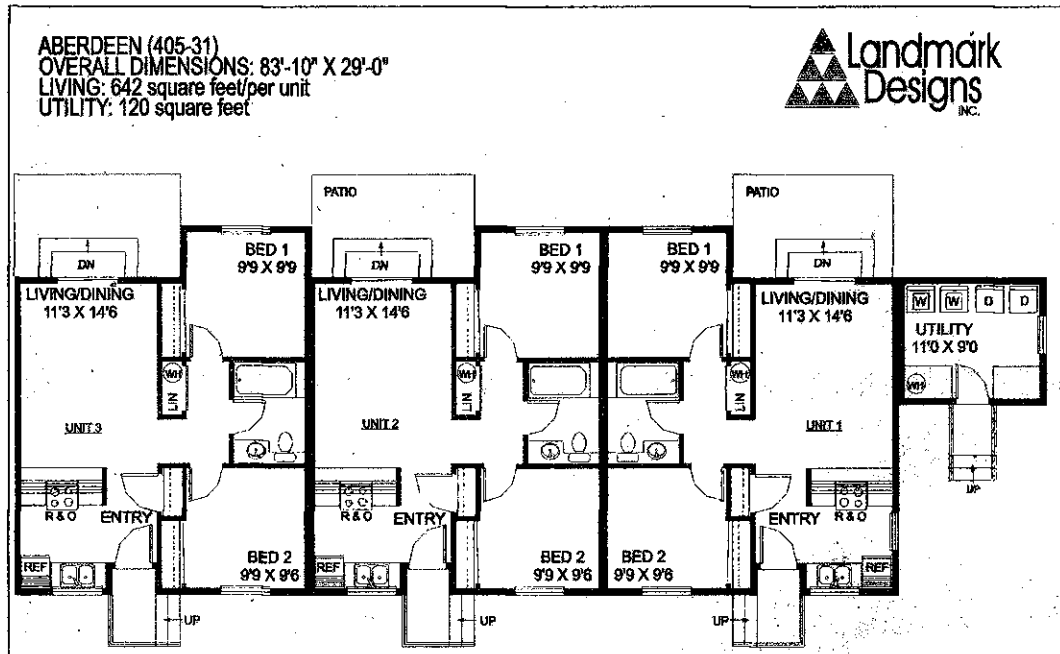 ABERDEEN (405-31)
OVERALL DIMENSIONS: 83'-10" X 29'-0"
LIVING: 642 square feet/per unit
UTILITY: 120 square feet
Landmark
Designs
INC.
PATIO
PATIO
DN
BED 1
9'9 X 9'9
DN
BED 1
9'9 X 9'9
BED 1
9'9 X 9'9
DN
LIVING/DINING
11'3 X 14'6
LIVING/DINING
11'3 X 14'6
LIVING/DINING
11'3 X 14'6
W W D D
UTILITY
11'0 X 9'0
WH
WH
WH
WH
LIN
LIN
LIN
UNIT 3
UNIT 2
UNIT 1
UP
R & O
ENTRY
R & O
ENTRY
ENTRY
R & O
REF
BED 2
9'9 X 9'6
REF
BED 2
9'9 X 9'6
BED 2
9'9 X 9'6
REF
UP
UP
UP